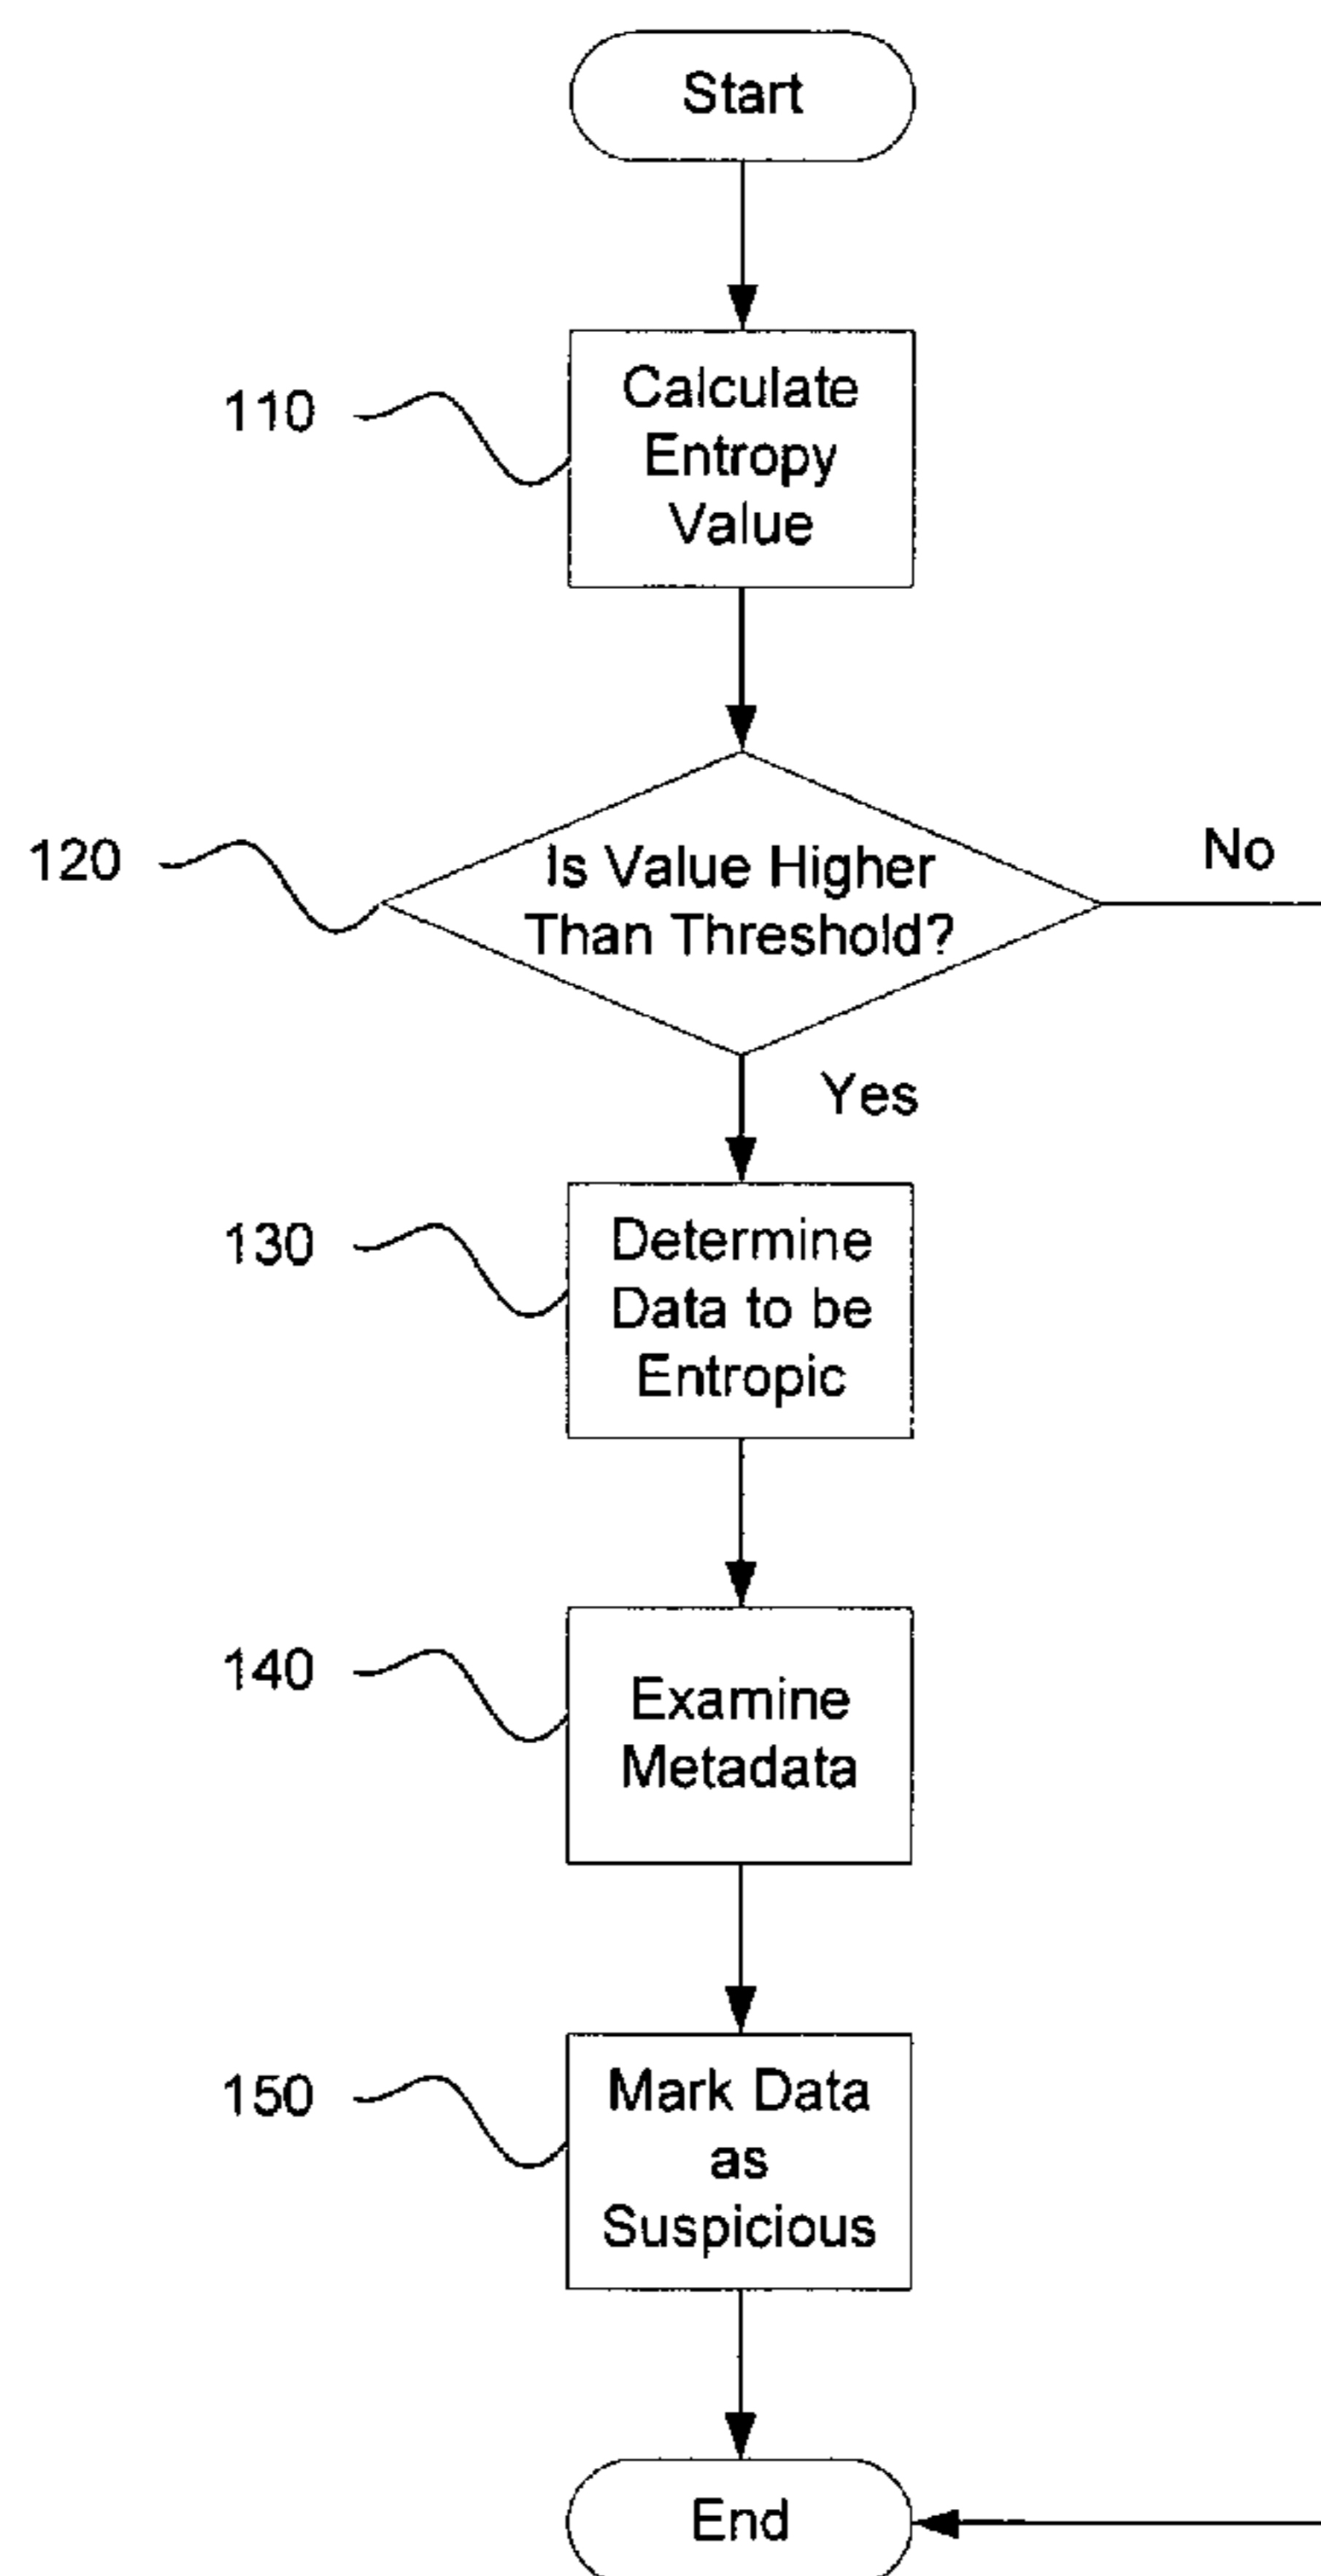 Start
110
Calculate
Entropy
Value
120
Is Value Higher
Than Threshold?
No
Yes
130
Determine
Data to be
Entropic
140
Examine
Metadata
150
Mark Data
as
Suspicious
End